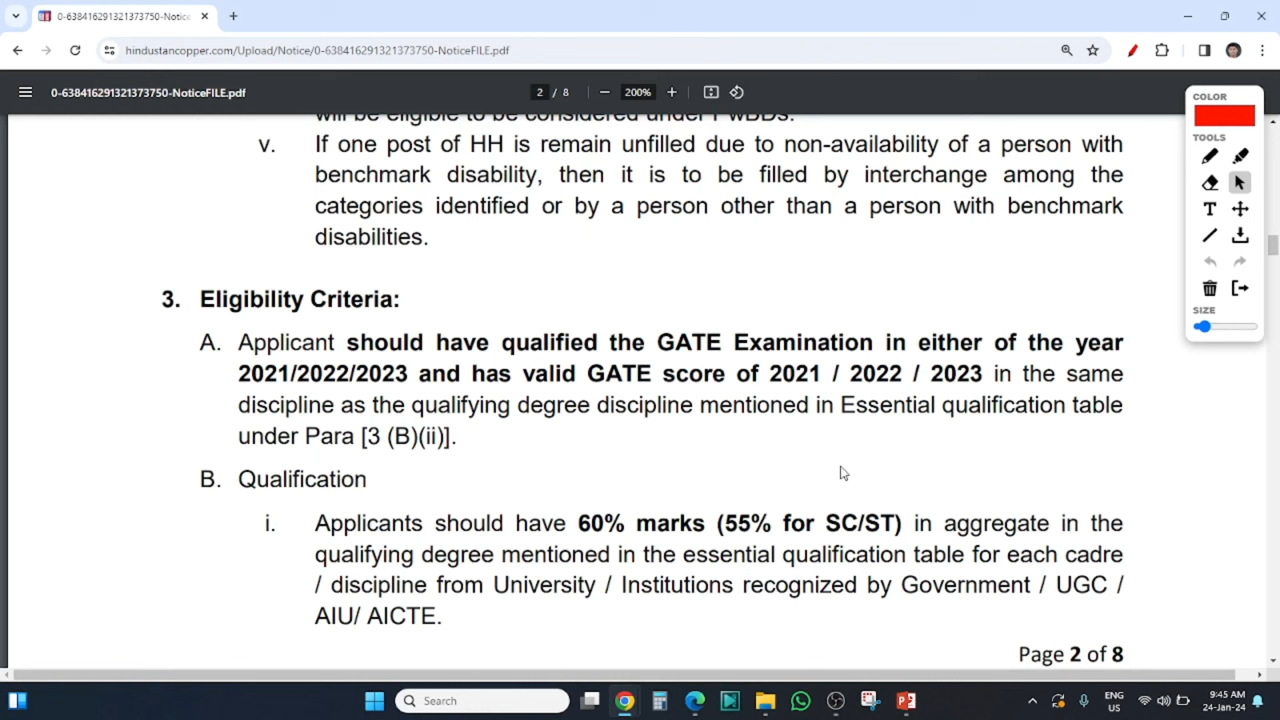 0-638416291321373750-Notice
hindustancopper.com/Upload/Notice/0-638416291321373750-NoticeFILE.pdf
0-638416291321373750-NoticeFILE.pdf
2 / 8
200%
will be eligible to be considered under PwBDs.
v. If one post of HH is remain unfilled due to non-availability of a person with
benchmark disability, then it is to be filled by interchange among the
categories identified or by a person other than a person with benchmark
disabilities.
3. Eligibility Criteria:
A. Applicant should have qualified the GATE Examination in either of the year
2021/2022/2023 and has valid GATE score of 2021 / 2022 / 2023 in the same
discipline as the qualifying degree discipline mentioned in Essential qualification table
under Para [3 (B)(ii)].
B. Qualification
i. Applicants should have 60% marks (55% for SC/ST) in aggregate in the
qualifying degree mentioned in the essential qualification table for each cadre
/ discipline from University / Institutions recognized by Government / UGC /
AIU/ AICTE.
Page 2 of 8
COLOR
TOOLS
T
SIZE
Search
ENG
US
9:45 AM
24-Jan-24